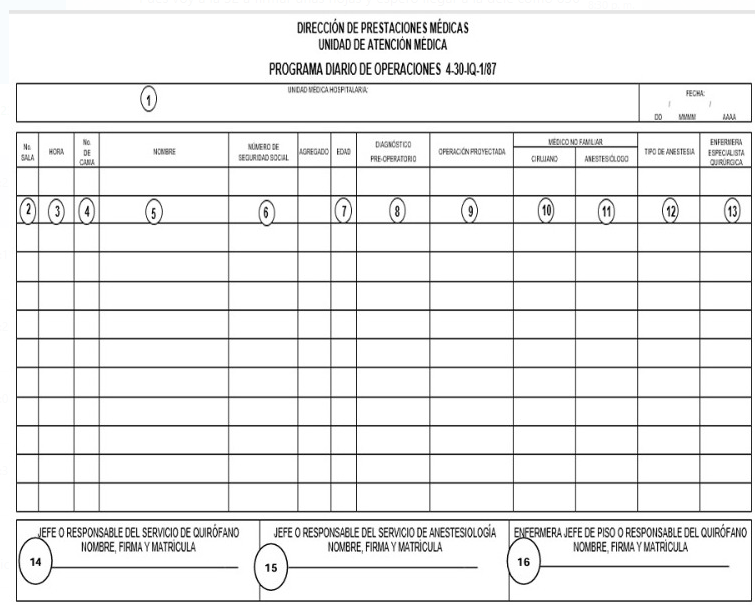 DIRECCIÓN DE PRESTACIONES MÉDICAS
UNIDAD DE ATENCIÓN MÉDICA
PROGRAMA DIARIO DE OPERACIONES 4-30-IQ-1/87
1
UNIDAD MÉDICA HOSPITALARIA:
FECHA:
/ /
DD MMMM AAAA
No. SALA
HORA
No. DE CAMA
NOMBRE
NÚMERO DE SEGURIDAD SOCIAL
AGREGADO
EDAD
DIAGNÓSTICO PRE-OPERATORIO
OPERACIÓN PROYECTADA
MÉDICO NO FAMILIAR
CIRUJANO
ANESTESIÓLOGO
TIPO DE ANESTESIA
ENFERMERA ESPECIALISTA QUIRÚRGICA
2 3 4 5 6 7 8 9 10 11 12 13
JEFE O RESPONSABLE DEL SERVICIO DE QUIRÓFANO
NOMBRE, FIRMA Y MATRÍCULA
14
JEFE O RESPONSABLE DEL SERVICIO DE ANESTESIOLOGÍA
NOMBRE, FIRMA Y MATRÍCULA
15
ENFERMERA JEFE DE PISO O RESPONSABLE DEL QUIRÓFANO
NOMBRE, FIRMA Y MATRÍCULA
16